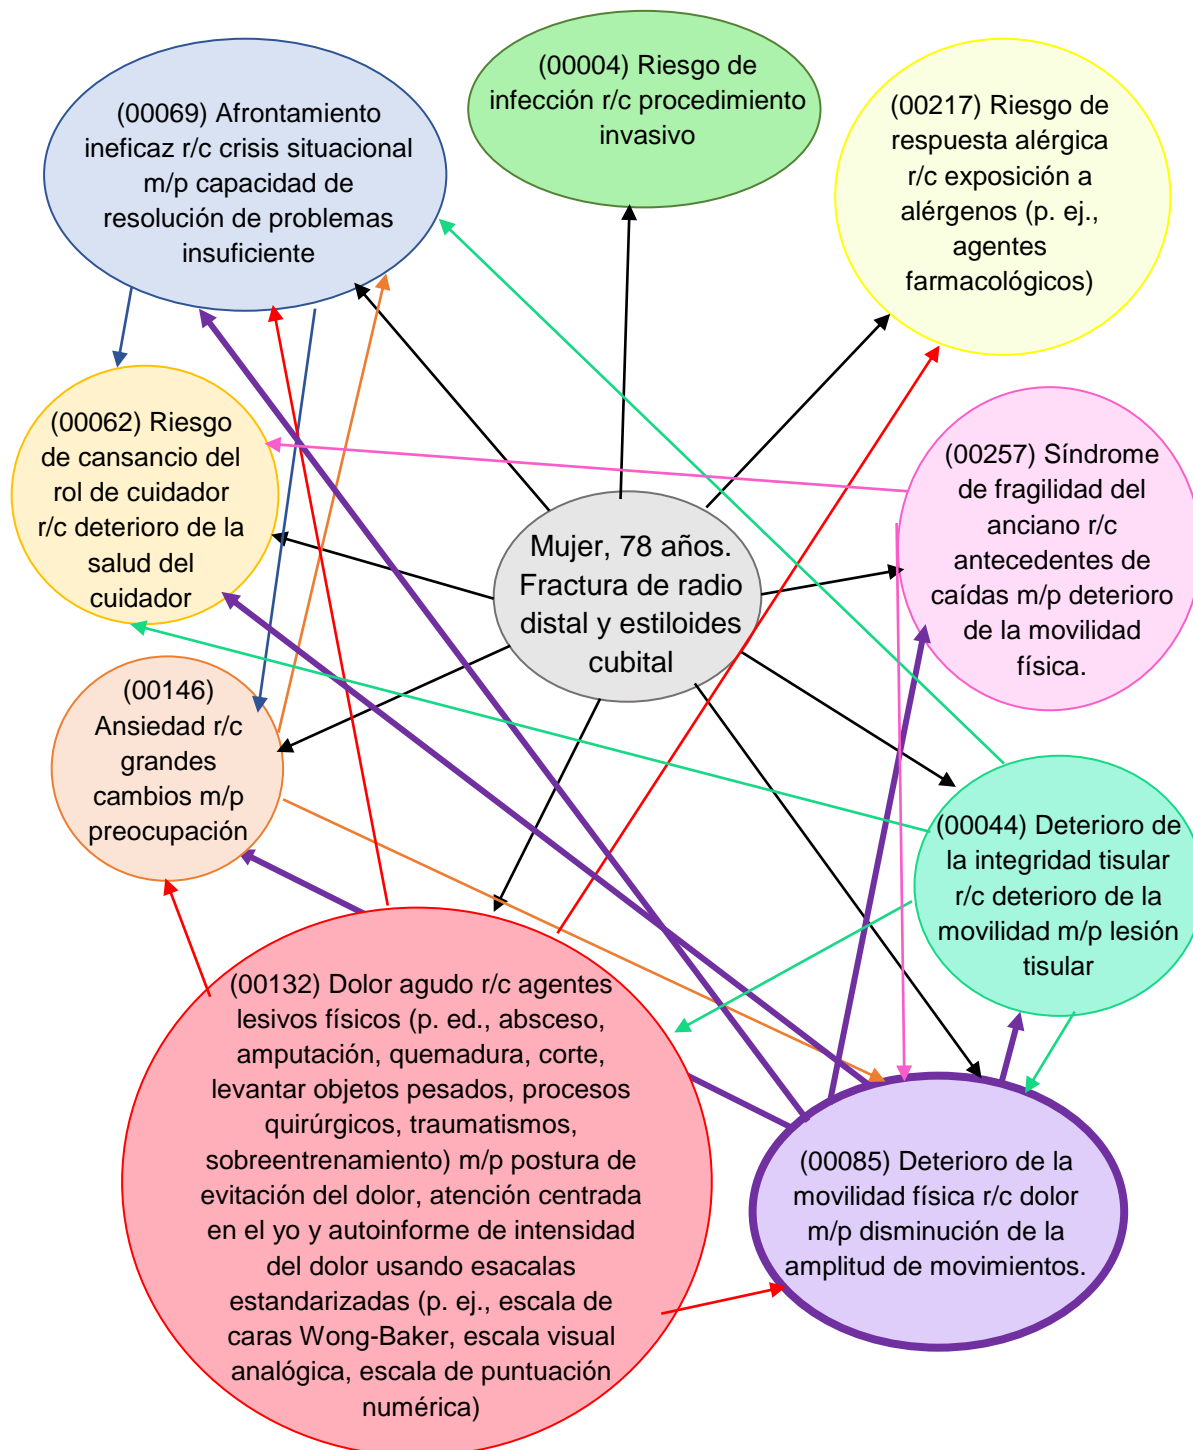 (00069) Afrontamiento
ineficaz r/c crisis situacional
m/p capacidad de
resolución de problemas
insuficiente
(00004) Riesgo de
infección r/c procedimiento
invasivo
(00217) Riesgo de
respuesta alérgica
r/c exposición a
alérgenos (p. ej.,
agentes
farmacológicos)
(00062) Riesgo
de cansancio del
rol de cuidador
r/c deterioro de la
salud del
cuidador
Mujer, 78 años.
Fractura de radio
distal y estiloides
cubital
(00257) Síndrome
de fragilidad del
anciano r/c
antecedentes de
caídas m/p deterioro
de la movilidad
física.
(00146)
Ansiedad r/c
grandes
cambios m/p
preocupación
(00044) Deterioro de
la integridad tisular
r/c deterioro de la
movilidad m/p lesión
tisular
(00132) Dolor agudo r/c agentes
lesivos físicos (p. ed., absceso,
amputación, quemadura, corte,
levantar objetos pesados, procesos
quirúrgicos, traumatismos,
sobreentrenamiento) m/p postura de
evitación del dolor, atención centrada
en el yo y autoinforme de intensidad
del dolor usando esacalas
estandarizadas (p. ej., escala de
caras Wong-Baker, escala visual
analógica, escala de puntuación
numérica)
(00085) Deterioro de la
movilidad física r/c dolor
m/p disminución de la
amplitud de movimientos.